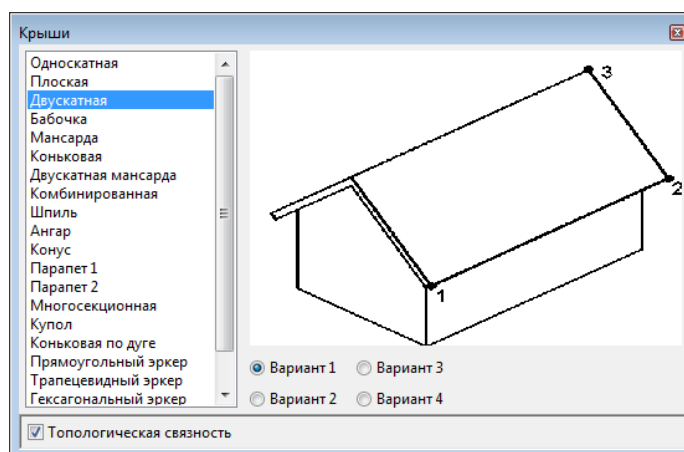 Крыши
Односкатная
Плоская
Двускатная
Бабочка
Мансарда
Коньковая
Двускатная мансарда
Комбинированная
Шпиль
Ангар
Конус
Парапет 1
Парапет 2
Многосекционная
Купол
Коньковая по дуге
Прямоугольный эркер
Трапецевидный эркер
Гексагональный эркер
3
2
1
Вариант 1 Вариант 3
Вариант 2 Вариант 4
Топологическая связность